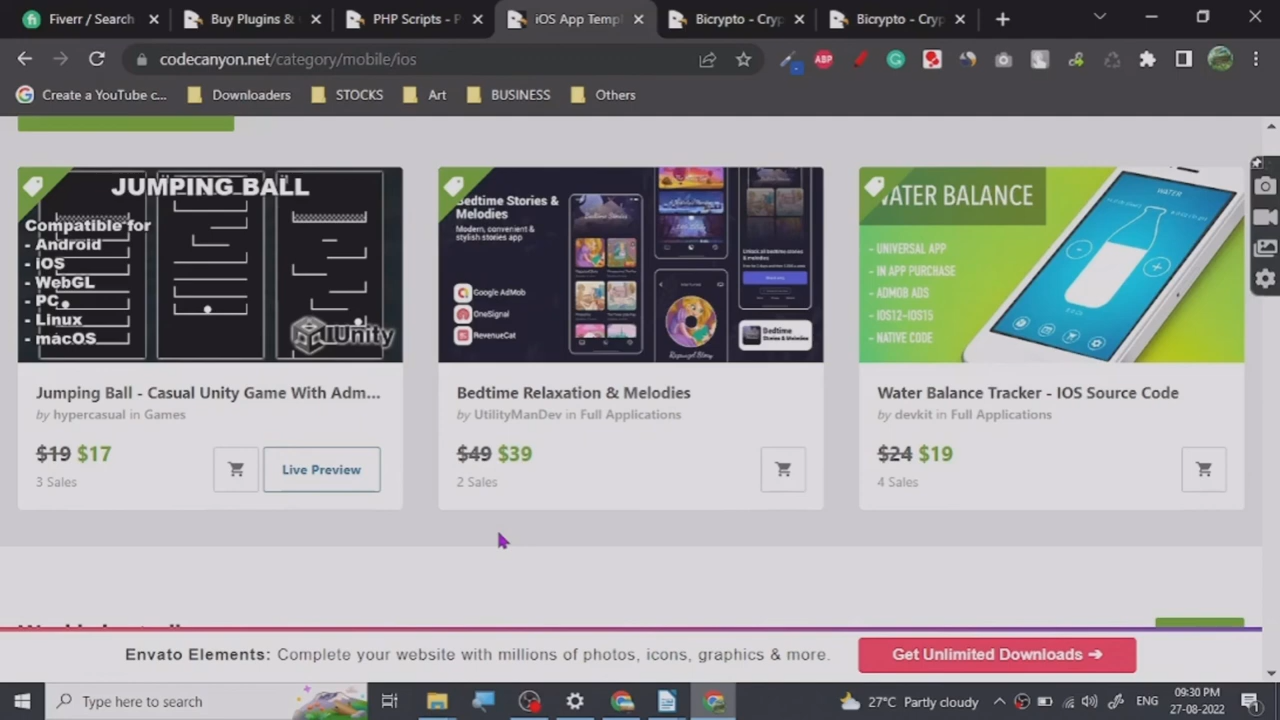 Fiverr / Search
Buy Plugins &
PHP Scripts - P
iOS App Templ
Bicrypto - Cryp
Bicrypto - Cryp
codecanyon.net/category/mobile/ios
ABP
Create a YouTube c...
Downloaders
STOCKS
Art
BUSINESS
Others
JUMPING BALL
Compatible for
- Android
- iOS
- WebGL
- PC
- Linux
- macOS
Unity
Bedtime Stories &
Melodies
Modern, convenient &
stylish stories app
Google AdMob
OneSignal
RevenueCat
Bedtime Stories
Rapunzel Story
Bedtime
Stories & Melodies
WATER BALANCE
- UNIVERSAL APP
- IN APP PURCHASE
- ADMOB ADS
- IOS12-IOS15
- NATIVE CODE
WATER
Jumping Ball - Casual Unity Game With Adm...
by hypercasual in Games
$19 $17
3 Sales
Live Preview
Bedtime Relaxation & Melodies
by UtilityManDev in Full Applications
$49 $39
2 Sales
Water Balance Tracker - IOS Source Code
by devkit in Full Applications
$24 $19
4 Sales
Envato Elements: Complete your website with millions of photos, icons, graphics & more.
Get Unlimited Downloads
Type here to search
27°C Partly cloudy
ENG
09:30 PM
27-08-2022
1